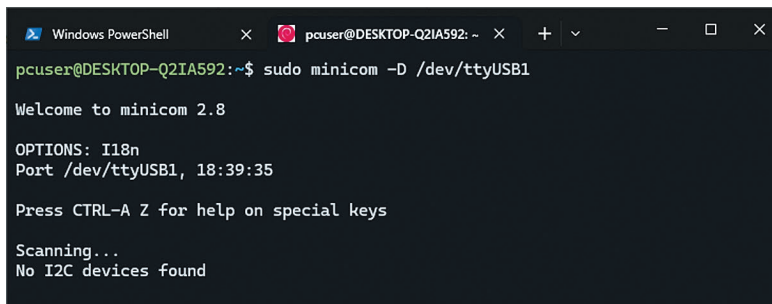 Windows PowerShell
pcuser@DESKTOP-Q2IA592: ~
pcuser@DESKTOP-Q2IA592:~$ sudo minicom -D /dev/ttyUSB1
Welcome to minicom 2.8
OPTIONS: I18n
Port /dev/ttyUSB1, 18:39:35
Press CTRL-A Z for help on special keys
Scanning...
No I2C devices found